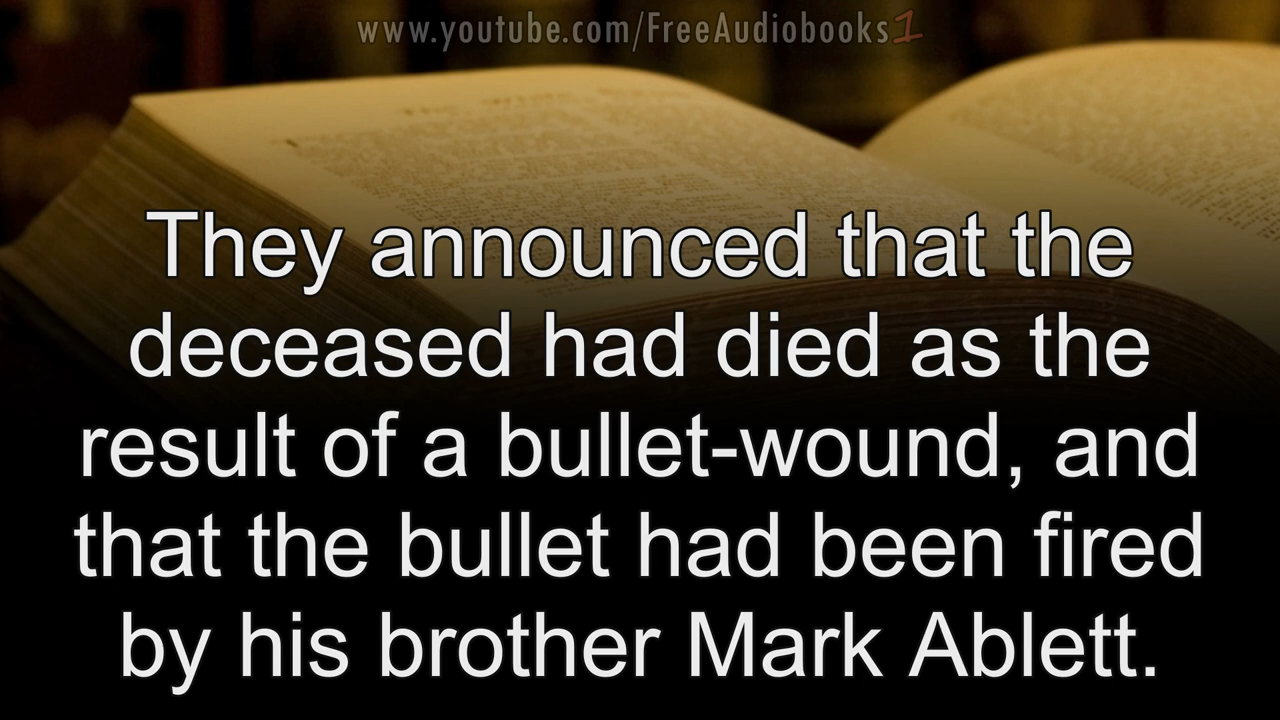 www.youtube.com/FreeAudiobooks1
They announced that the
deceased had died as the
result of a bullet-wound, and
that the bullet had been fired
by his brother Mark Ablett.